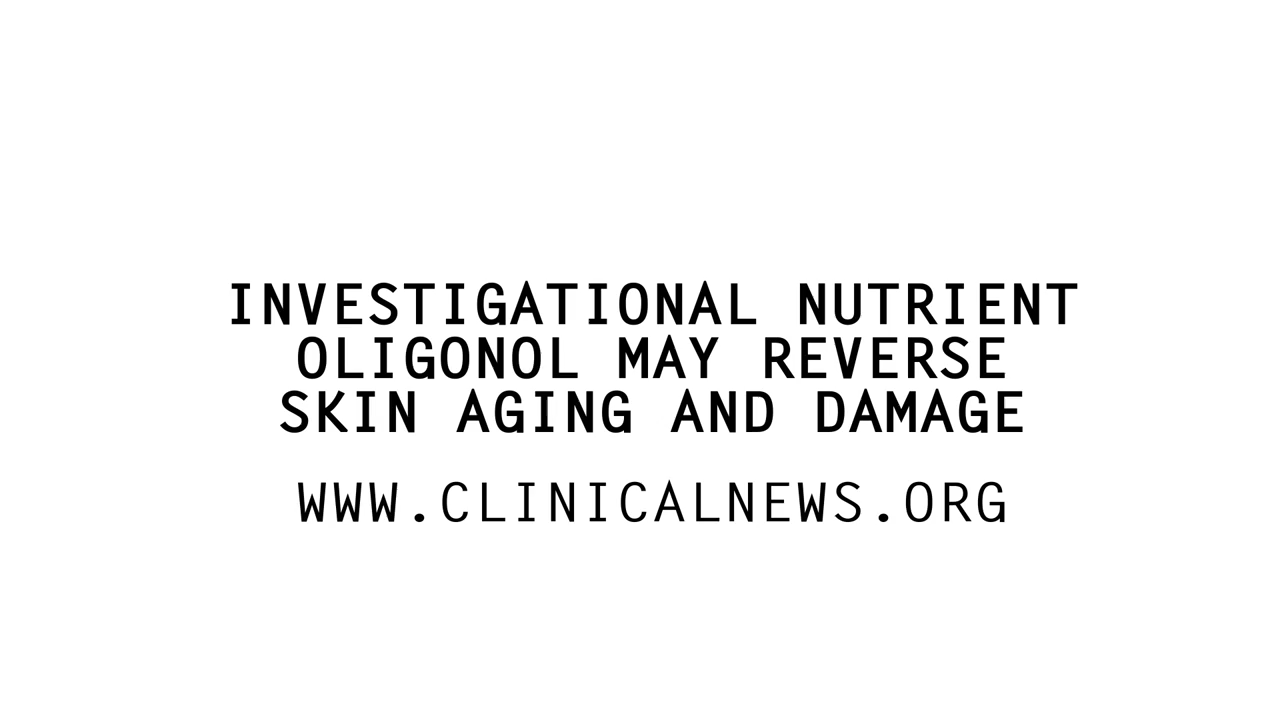 INVESTIGATIONAL NUTRIENT
OLIGONOL MAY REVERSE
SKIN AGING AND DAMAGE
WWW.CLINICALNEWS.ORG